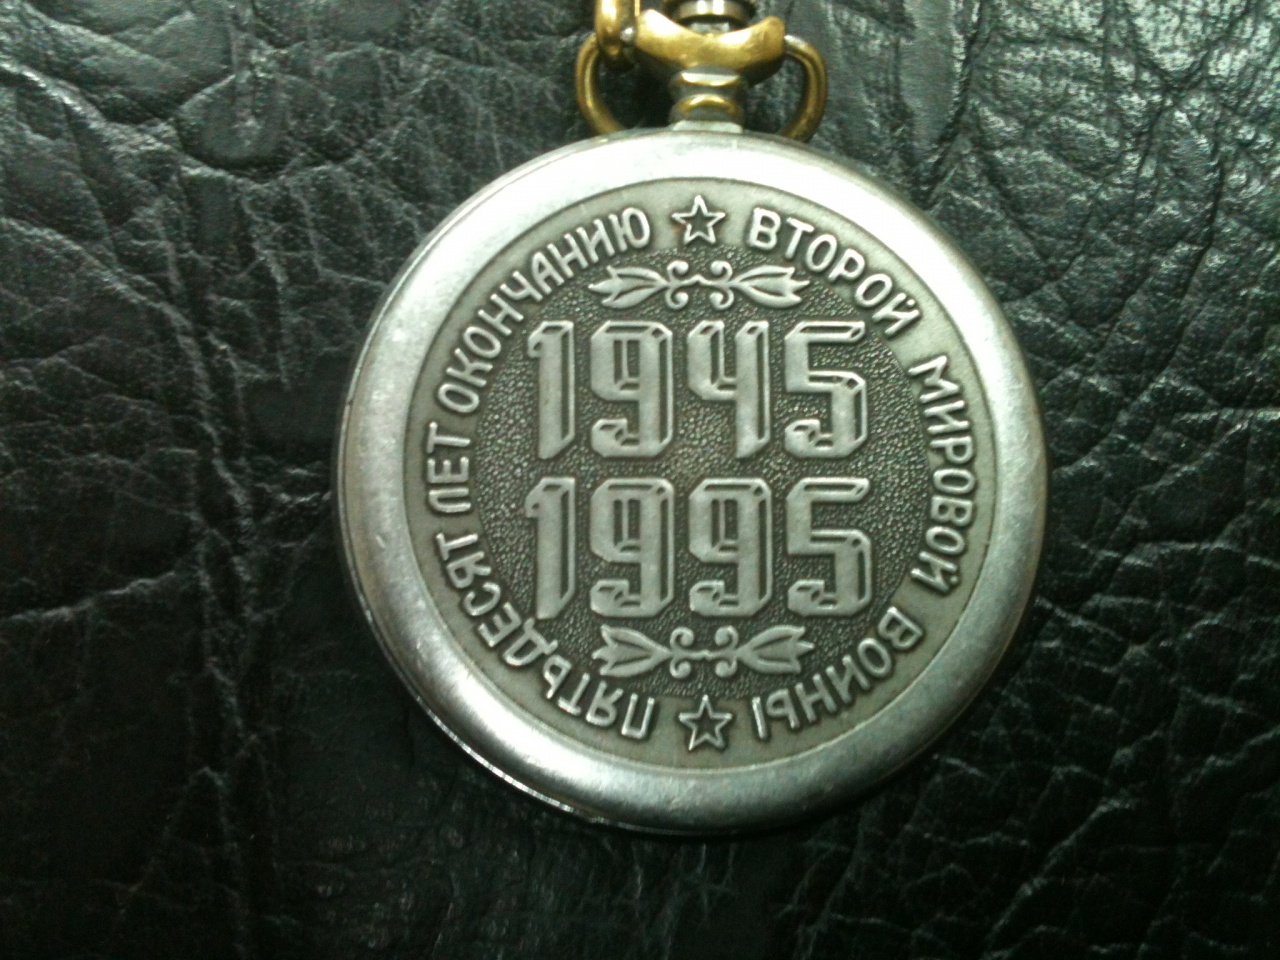 ПЯТЬДЕСЯТ ЛЕТ ОКОНЧАНИЮ
ВТОРОЙ МИРОВОЙ ВОЙНЫ
1945
1995